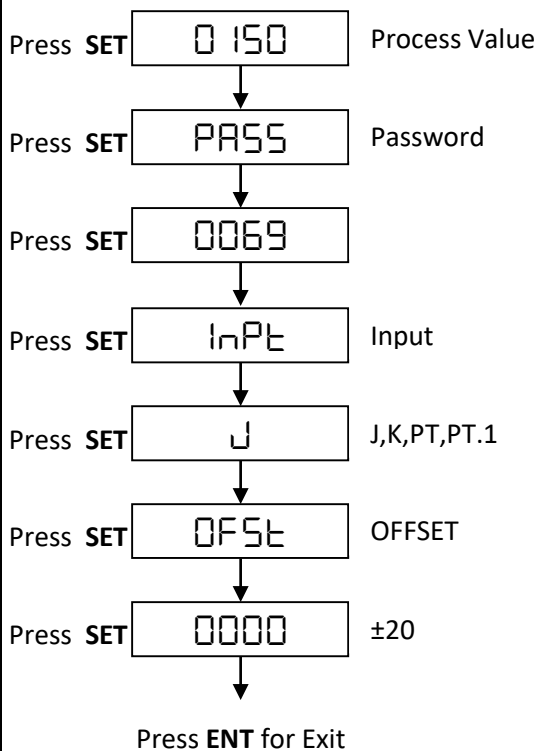 Press SET 0150 Process Value
Press SET PASS Password
Press SET 0069
Press SET InPt Input
Press SET J J,K,PT,PT.1
Press SET OFSt OFFSET
Press SET 0000 ±20
Press ENT for Exit